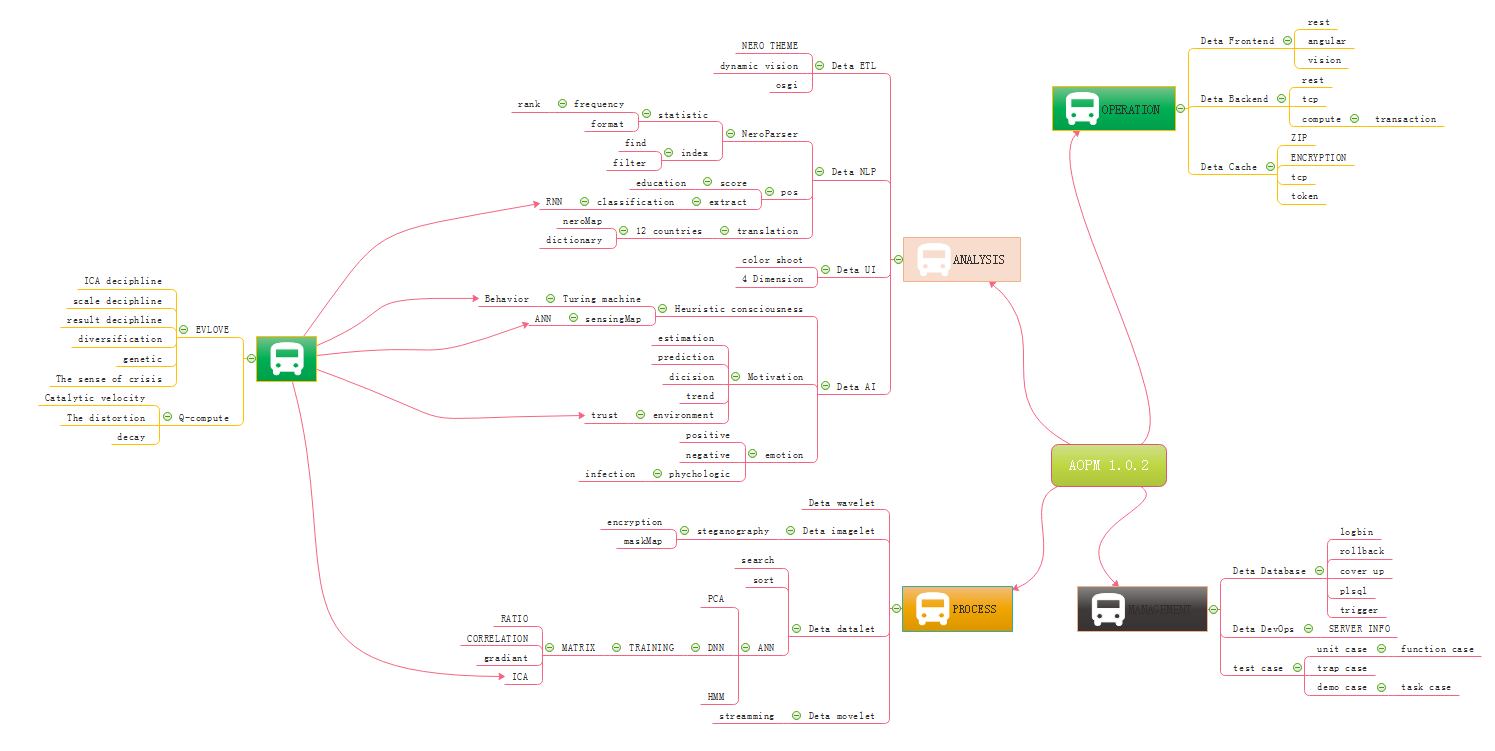 AOPM 1.0.2
OPERATION
Deta Frontend
rest
angular
vision
Deta Backend
rest
tcp
compute
transaction
Deta Cache
ZIP
ENCRYPTION
tcp
token
ANALYSIS
Deta ETL
NERO THEME
dynamic vision
osgi
Deta NLP
NeroParser
statistic
frequency
rank
format
index
find
filter
pos
score
education
extract
classification
RNN
translation
12 countries
neroMap
dictionary
Deta UI
color shoot
4 Dimension
Deta AI
Heuristic consciousness
Turing machine
Behavior
sensingMap
ANN
Motivation
estimation
prediction
dicision
trend
environment
trust
emotion
positive
negative
phychologic
infection
PROCESS
Deta wavelet
Deta imagelet
steganography
encryption
maskMap
Deta datalet
search
sort
ANN
PCA
DNN
TRAINING
MATRIX
RATIO
CORRELATION
gradiant
ICA
HMM
Deta movelet
streamming
MANAGEMENT
Deta Database
logbin
rollback
cover up
plsql
trigger
Deta DevOps
SERVER INFO
test case
unit case
function case
trap case
demo case
task case
EVLOVE
ICA deciphline
scale deciphline
result deciphline
diversification
genetic
The sense of crisis
Q-compute
Catalytic velocity
The distortion
decay